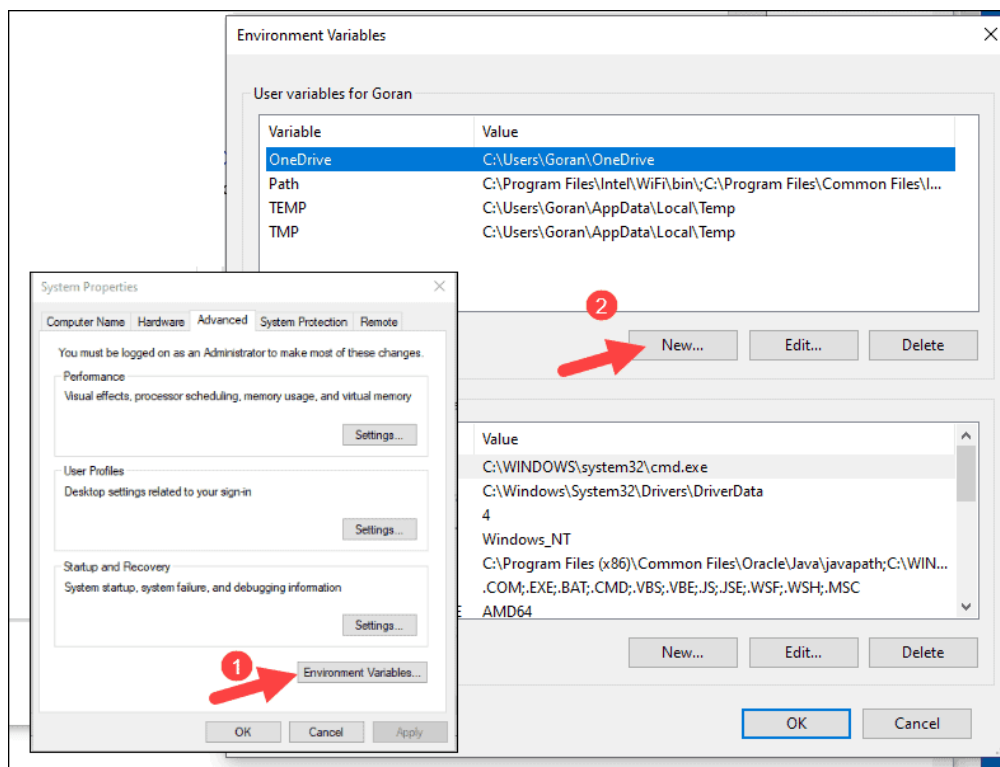 Environment Variables
User variables for Goran
Variable Value
OneDrive C:\Users\Goran\OneDrive
Path C:\Program Files\Intel\WiFi\bin\;C:\Program Files\Common Files\I...
TEMP C:\Users\Goran\AppData\Local\Temp
TMP C:\Users\Goran\AppData\Local\Temp
2
New... Edit... Delete
Value
C:\WINDOWS\system32\cmd.exe
C:\Windows\System32\Drivers\DriverData
4
Windows_NT
C:\Program Files (x86)\Common Files\Oracle\Java\javapath;C:\WIN...
.COM;.EXE;.BAT;.CMD;.VBS;.VBE;.JS;.JSE;.WSF;.WSH;.MSC
E AMD64
New... Edit... Delete
OK Cancel
System Properties
Computer Name Hardware Advanced System Protection Remote
You must be logged on as an Administrator to make most of these changes.
Performance
Visual effects, processor scheduling, memory usage, and virtual memory
Settings...
User Profiles
Desktop settings related to your sign-in
Settings...
Startup and Recovery
System startup, system failure, and debugging information
Settings...
1
Environment Variables...
OK Cancel Apply